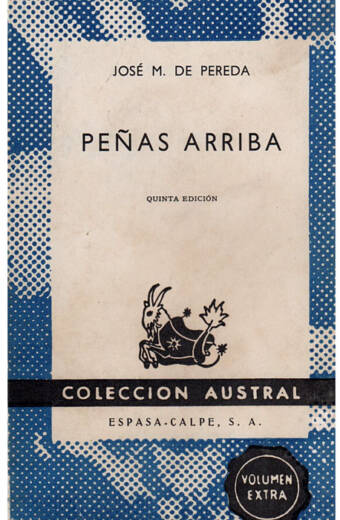 JOSÉ M. DE PEREDA
PEÑAS ARRIBA
QUINTA EDICIÓN
COLECCION AUSTRAL
ESPASA-CALPE, S. A.
VOLUMEN
EXTRA